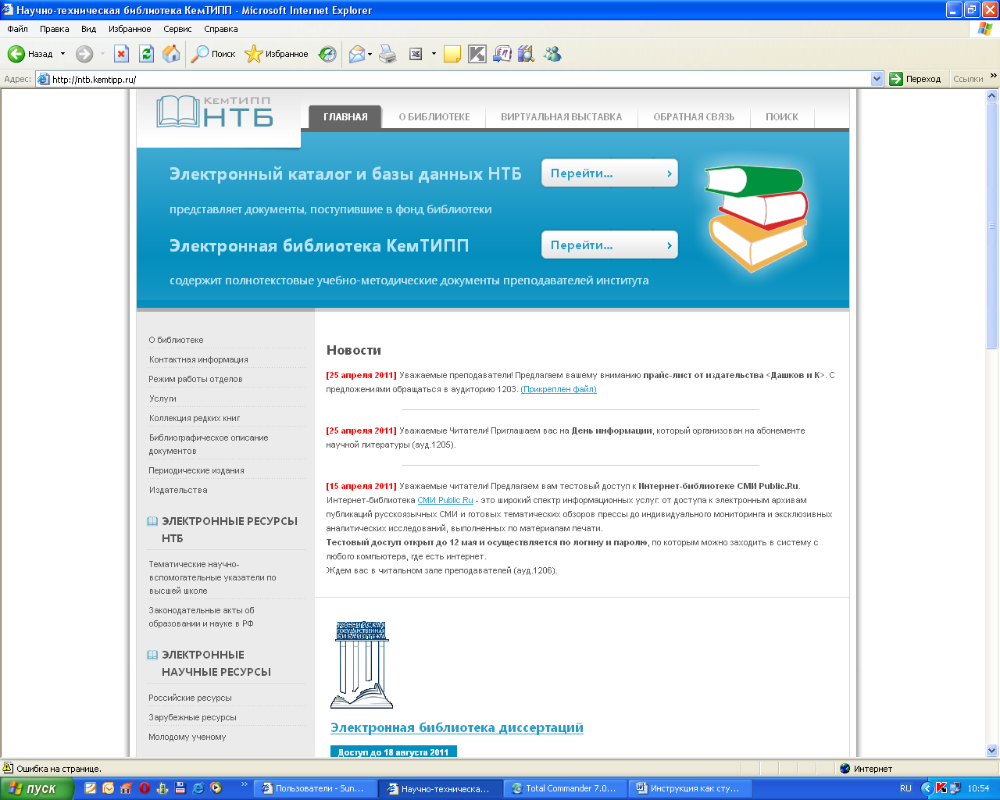 Научно-техническая библиотека КемТИПП - Microsoft Internet Explorer
Файл Правка Вид Избранное Сервис Справка
Назад Поиск Избранное
Адрес: http://ntb.kemtipp.ru/ Переход Ссылки »
КемТИПП
НТБ
ГЛАВНАЯ О БИБЛИОТЕКЕ ВИРТУАЛЬНАЯ ВЫСТАВКА ОБРАТНАЯ СВЯЗЬ ПОИСК
Электронный каталог и базы данных НТБ Перейти...
представляет документы, поступившие в фонд библиотеки
Электронная библиотека КемТИПП Перейти...
содержит полнотекстовые учебно-методические документы преподавателей института
О библиотеке
Контактная информация
Режим работы отделов
Услуги
Коллекция редких книг
Библиографическое описание
документов
Периодические издания
Издательства
ЭЛЕКТРОННЫЕ РЕСУРСЫ
НТБ
Тематические научно-
вспомогательные указатели по
высшей школе
Законодательные акты об
образовании и науке в РФ
ЭЛЕКТРОННЫЕ
НАУЧНЫЕ РЕСУРСЫ
Российские ресурсы
Зарубежные ресурсы
Молодому ученому
Новости
[25 апреля 2011] Уважаемые преподаватели! Предлагаем вашему вниманию прайс-лист от издательства <Дашков и К>. С
предложениями обращаться в аудиторию 1203. (Прикреплен файл)
[25 апреля 2011] Уважаемые Читатели! Приглашаем вас на День информации, который организован на абонементе
научной литературы (ауд.1205).
[15 апреля 2011] Уважаемые читатели! Предлагаем вам тестовый доступ к Интернет-библиотеке СМИ Public.Ru.
Интернет-библиотека СМИ Public.Ru - это широкий спектр информационных услуг: от доступа к электронным архивам
публикаций русскоязычных СМИ и готовых тематических обзоров прессы до индивидуального мониторинга и эксклюзивных
аналитических исследований, выполненных по материалам печати.
Тестовый доступ открыт до 12 мая и осуществляется по логину и паролю, по которым можно заходить в систему с
любого компьютера, где есть интернет.
Ждем вас в читальном зале преподавателей (ауд.1206).
РОССИЙСКАЯ
ГОСУДАРСТВЕННАЯ
БИБЛИОТЕКА
Электронная библиотека диссертаций
Доступ до 18 августа 2011
Ошибка на странице. Интернет
пуск » Пользователи - Sun... Научно-техническа... Total Commander 7.0... Инструкция как сту... RU 10:54